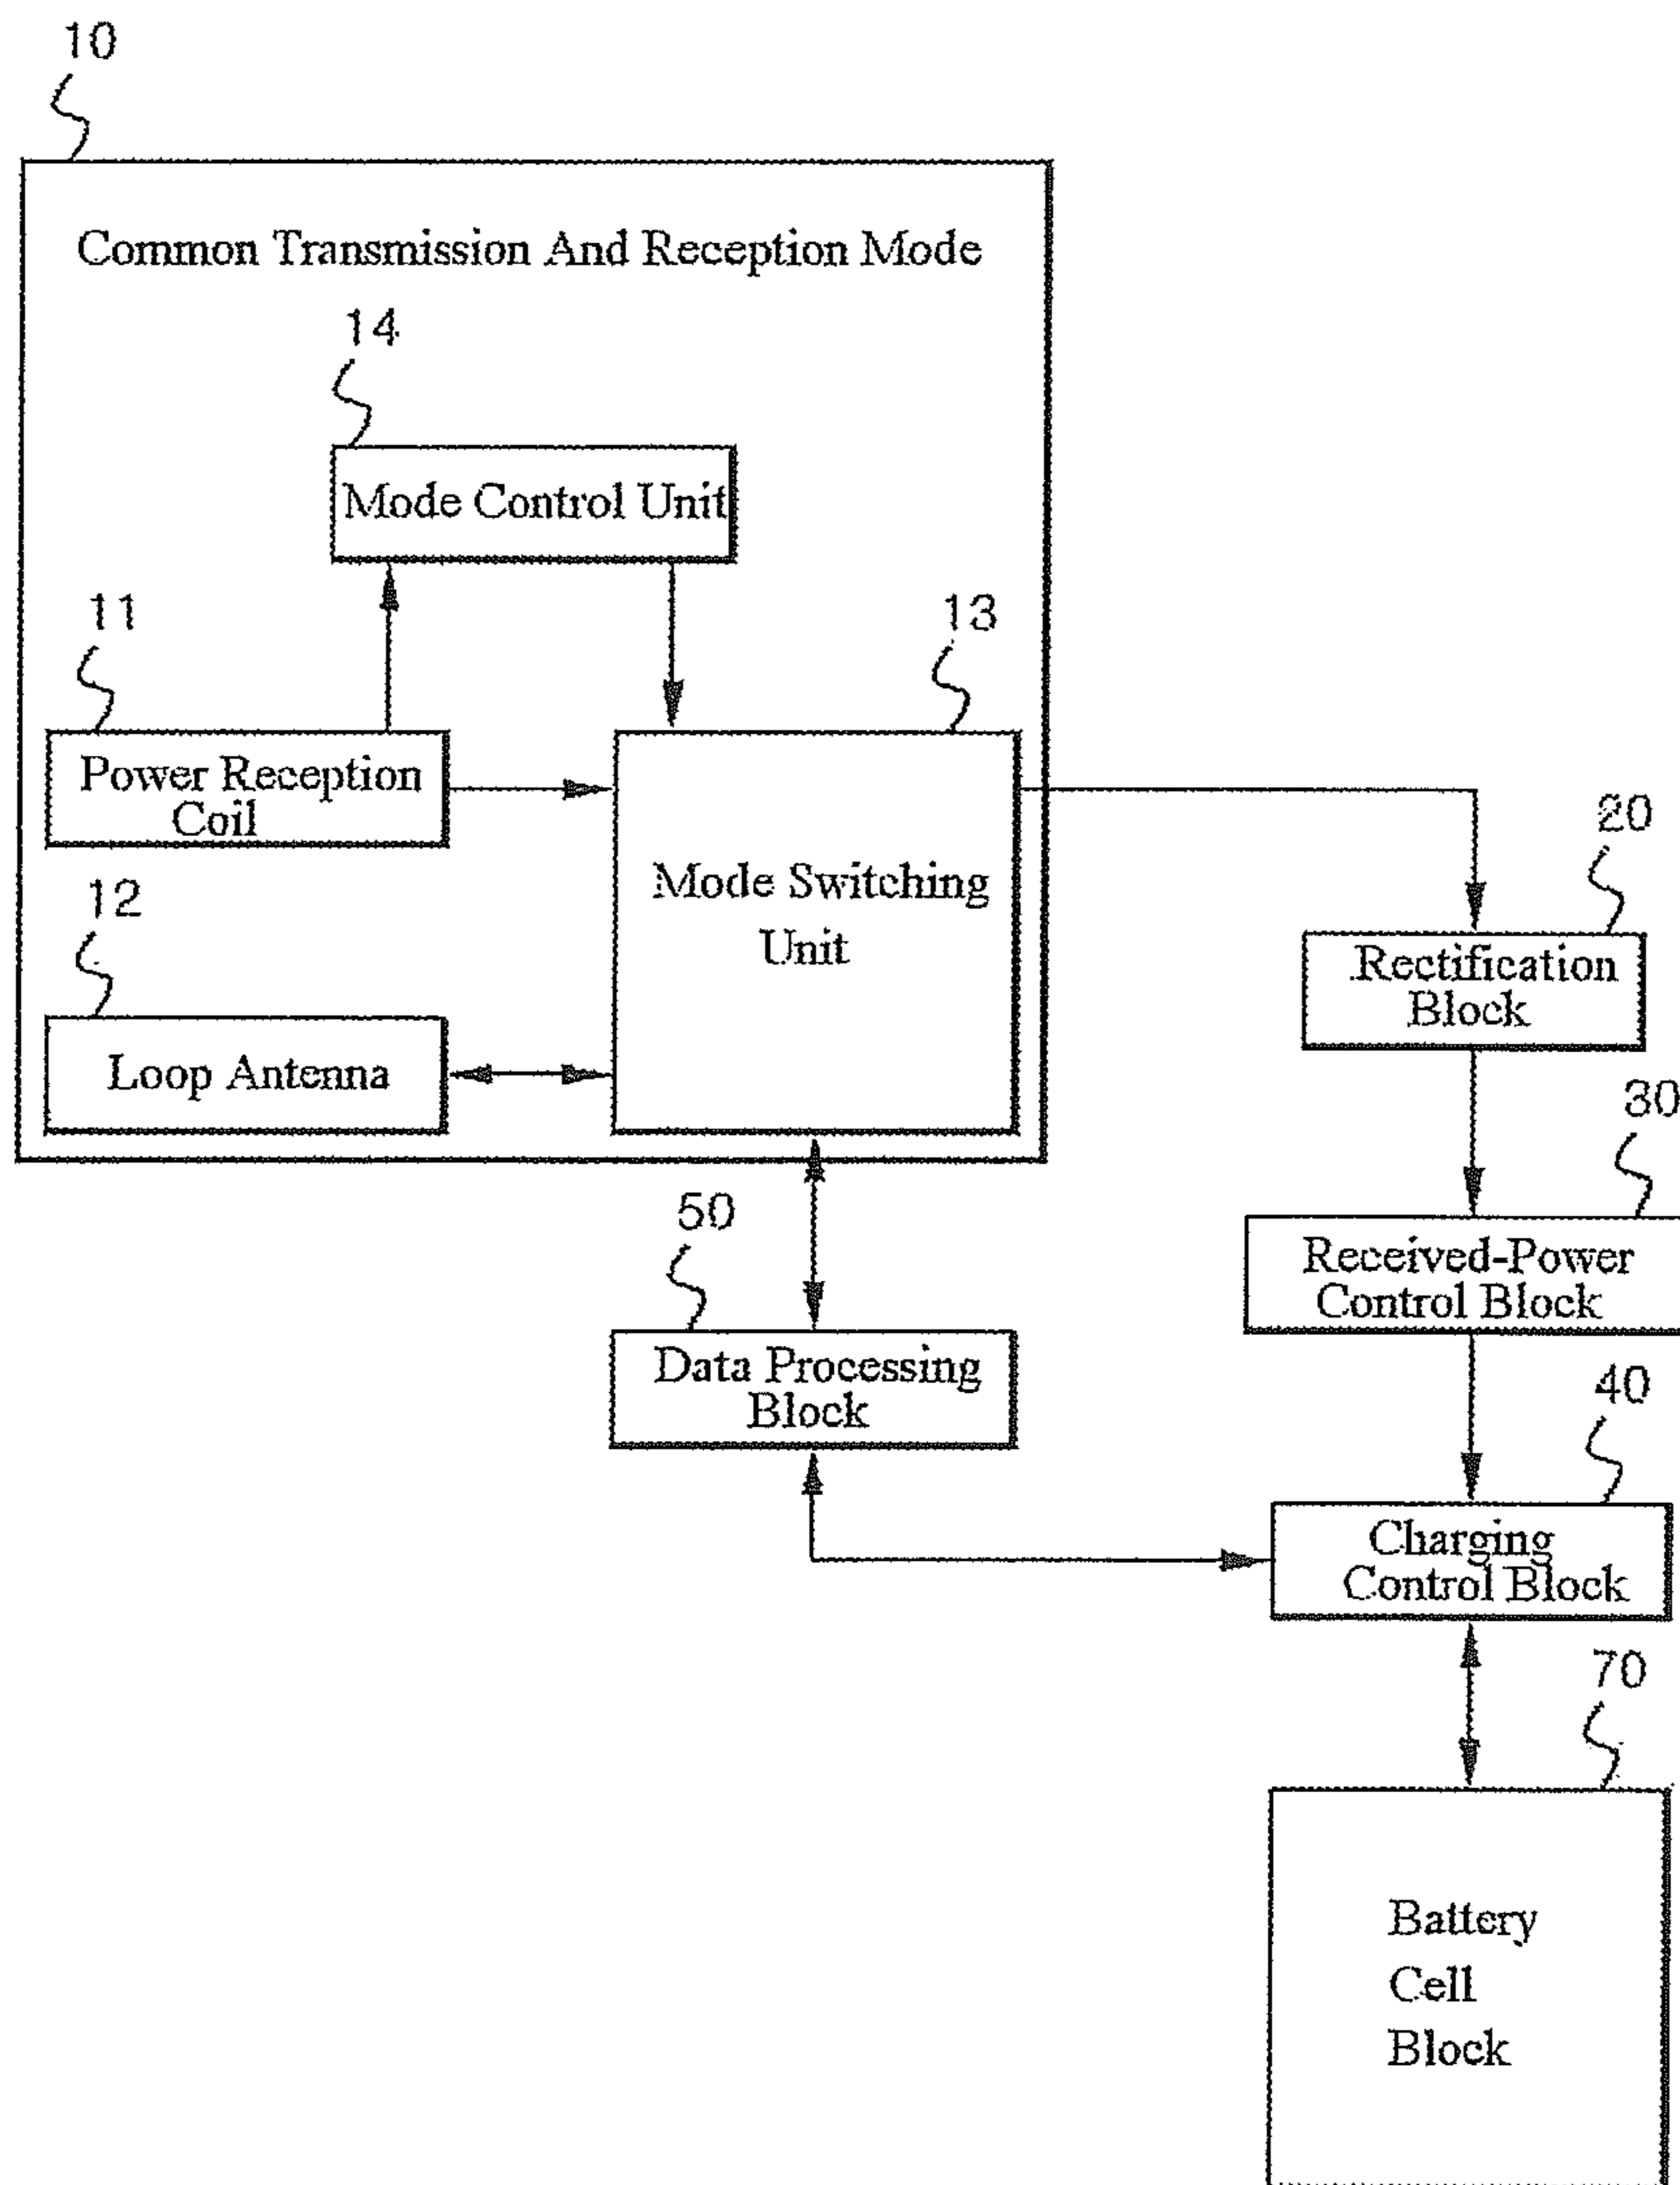 10
Common Transmission And Reception Mode
14
Mode Control Unit
11
13
Power Reception
Coil
20
Mode Switching
Unit
12
Rectification
Block
Loop Antenna
30
50
Received-Power
Control Block
Data Processing
Block
40
Charging
Control Block
70
Battery
Cell
Block